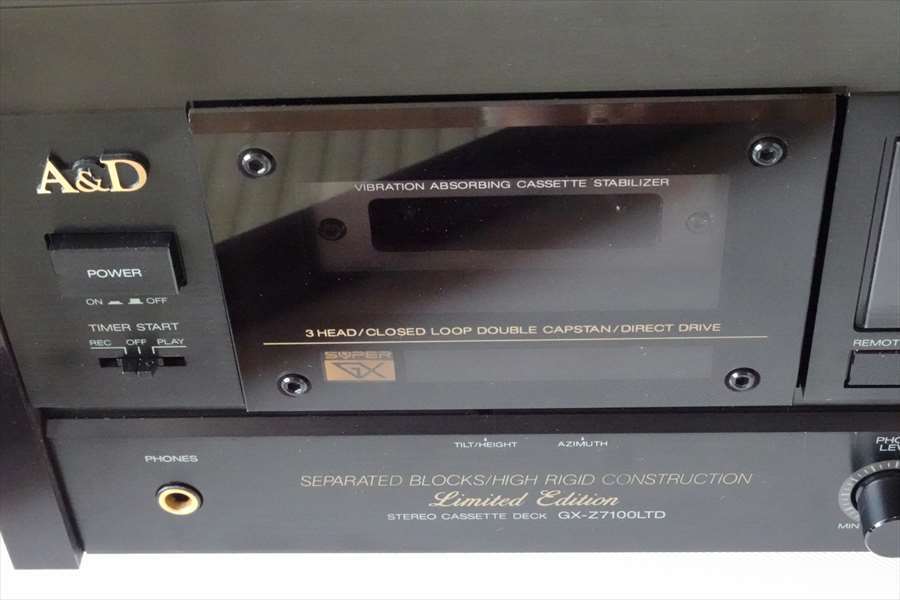 A&D
POWER
ON OFF
TIMER START
REC OFF PLAY
VIBRATION ABSORBING CASSETTE STABILIZER
3 HEAD/CLOSED LOOP DOUBLE CAPSTAN/DIRECT DRIVE
SUPER
GX
PHONES
TILT/HEIGHT AZIMUTH
SEPARATED BLOCKS/HIGH RIGID CONSTRUCTION
Limited Edition
STEREO CASSETTE DECK GX-Z7100LTD
MIN